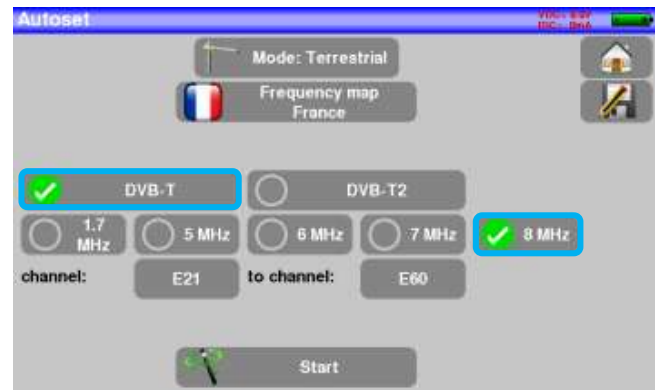 Autoset
Mode: Terrestrial
Frequency map
France
DVB-T
DVB-T2
1.7
MHz
5 MHz
6 MHz
7 MHz
8 MHz
channel:
E21
to channel:
E60
Start